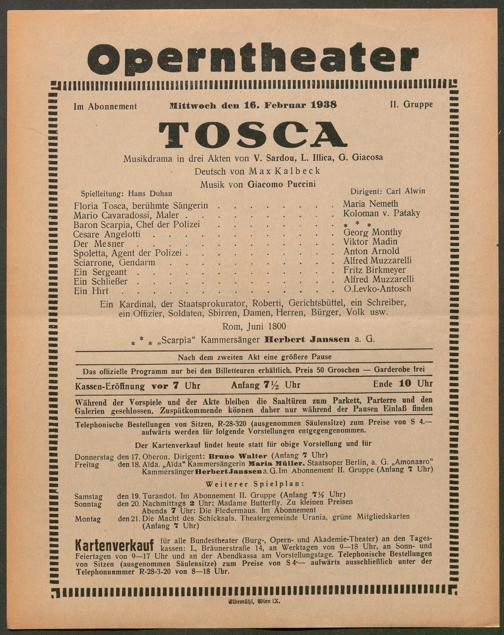 Operntheater
Im Abonnement Mittwoch den 16. Februar 1938 II. Gruppe
TOSCA
Musikdrama in drei Akten von V. Sardou, L. Illica, G. Giacosa
Deutsch von Max Kalbeck
Musik von Giacomo Puccini
Spielleitung: Hans Duhan Dirigent: Carl Alwin
Floria Tosca, berühmte Sängerin . . . . . . . Maria Nemeth
Mario Cavaradossi, Maler . . . . . . . . Koloman v. Pataky
Baron Scarpia, Chef der Polizei . . . . . . . * * *
Cesare Angelotti . . . . . . . . . Georg Monthy
Der Mesner . . . . . . . . . . Viktor Madin
Spoletta, Agent der Polizei . . . . . . . . Anton Arnold
Sciarrone, Gendarm . . . . . . . . . Alfred Muzzarelli
Ein Sergeant . . . . . . . . . . Fritz Birkmeyer
Ein Schließer . . . . . . . . . . Alfred Muzzarelli
Ein Hirt . . . . . . . . . . O.Levko-Antosch
Ein Kardinal, der Staatsprokurator, Roberti, Gerichtsbüttel, ein Schreiber,
ein Offizier, Soldaten, Sbirren, Damen, Herren, Bürger, Volk usw.
Rom, Juni 1800
* * * „Scarpia“ Kammersänger Herbert Janssen a. G.
Nach dem zweiten Akt eine größere Pause
Das offizielle Programm nur bei den Billetteuren erhältlich. Preis 50 Groschen — Garderobe frei
Kassen-Eröffnung vor 7 Uhr Anfang 7½ Uhr Ende 10 Uhr
Während der Vorspiele und der Akte bleiben die Saaltüren zum Parkett, Parterre und den
Galerien geschlossen. Zuspätkommende können daher nur während der Pausen Einlaß finden
Telephonische Bestellungen von Sitzen, R-28-320 (ausgenommen Säulensitze) zum Preise von S 4.—
aufwärts werden für folgende Vorstellungen entgegengenommen.
Der Kartenverkauf findet heute statt für obige Vorstellung und für
Donnerstag den 17. Oberon. Dirigent: Bruno Walter (Anfang 7 Uhr)
Freitag den 18. Aïda. „Aïda“ Kammersängerin Maria Müller, Staatsoper Berlin, a. G. „Amonasro“
Kammersänger Herbert Janssen a. G. Im Abonnement II. Gruppe (Anfang 7 Uhr)
Weiterer Spielplan:
Samstag den 19. Turandot. Im Abonnement II. Gruppe (Anfang 7½ Uhr)
Sonntag den 20. Nachmittags 2 Uhr: Madame Butterfly. Zu kleinen Preisen
Abends 7 Uhr: Die Fledermaus. Im Abonnement
Montag den 21. Die Macht des Schicksals. Theatergemeinde Urania, grüne Mitgliedskarten
(Anfang 7 Uhr)
Kartenverkauf für alle Bundestheater (Burg-, Opern- und Akademie-Theater) an den Tages-
kassen: I., Bräunerstraße 14, an Werktagen von 9—18 Uhr, an Sonn- und
Feiertagen von 9—17 Uhr und an der Abendkassa am Vorstellungstage. Telephonische Bestellungen
von Sitzen (ausgenommen Säulensitze) zum Preise von S 4·— aufwärts ausschließlich unter der
Telephonnummer R-28-3-20 von 8—18 Uhr.
Elbemühl, Wien IX.